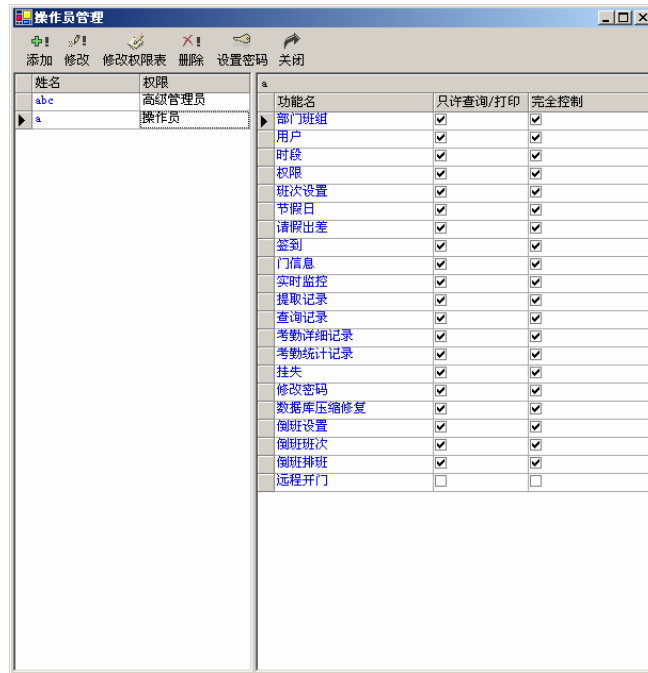 操作员管理
添加 修改 修改权限表 删除 设置密码 关闭
姓名 权限
abc 高级管理员
a 操作员
a
功能名 只许查询/打印 完全控制
部门班组
用户
时段
权限
班次设置
节假日
请假出差
签到
门信息
实时监控
提取记录
查询记录
考勤详细记录
考勤统计记录
挂失
修改密码
数据库压缩修复
倒班设置
倒班班次
倒班排班
远程开门